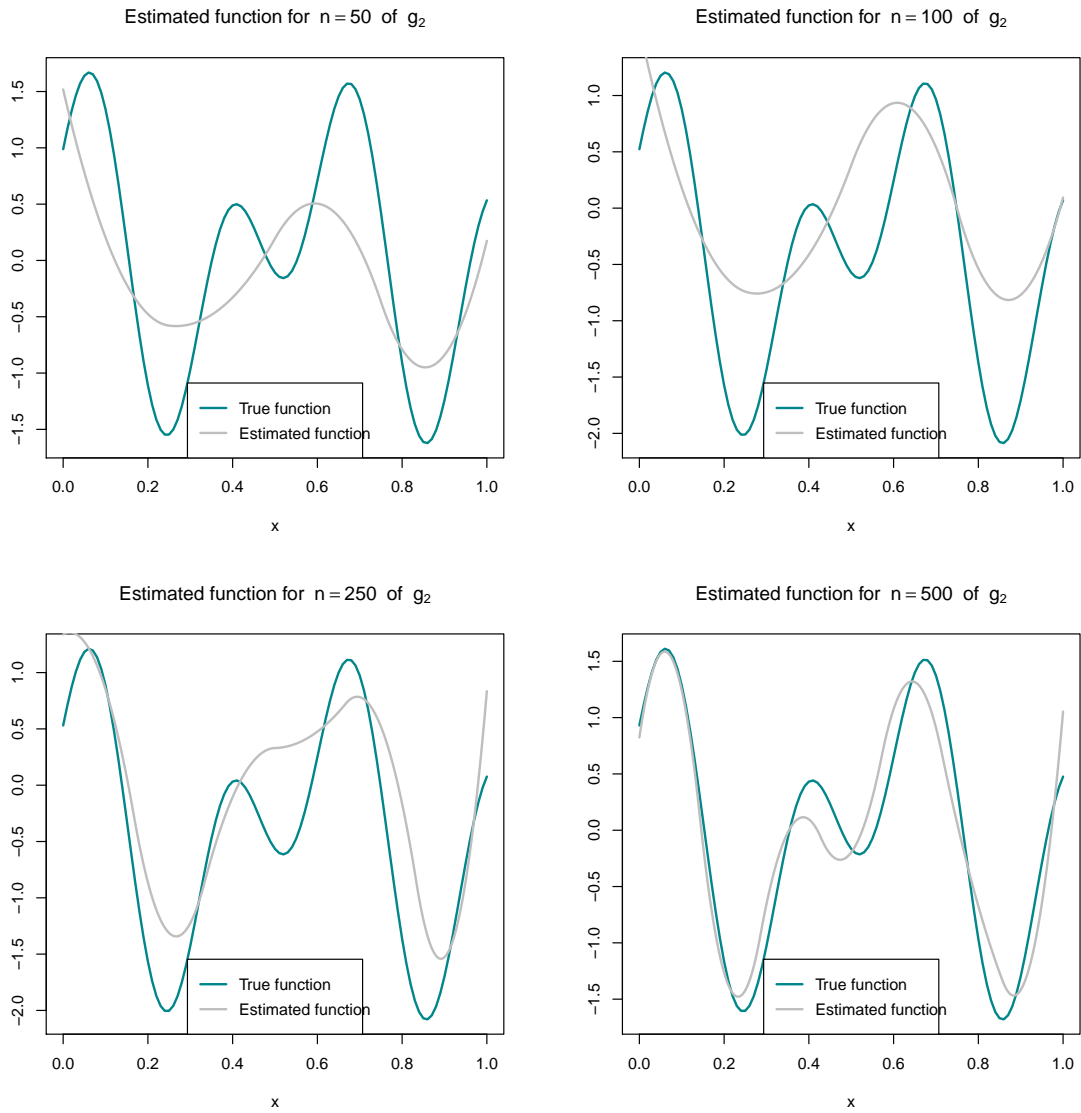 Estimated function for n = 50 of g₂
1.5
1.0
0.5
0.0
−0.5
−1.0
−1.5
True function
Estimated function
0.0 0.2 0.4 0.6 0.8 1.0
x
Estimated function for n = 100 of g₂
1.0
0.5
0.0
−0.5
−1.0
−1.5
−2.0
True function
Estimated function
0.0 0.2 0.4 0.6 0.8 1.0
x
Estimated function for n = 250 of g₂
1.0
0.5
0.0
−0.5
−1.0
−1.5
−2.0
True function
Estimated function
0.0 0.2 0.4 0.6 0.8 1.0
x
Estimated function for n = 500 of g₂
1.5
1.0
0.5
0.0
−0.5
−1.0
−1.5
True function
Estimated function
0.0 0.2 0.4 0.6 0.8 1.0
x